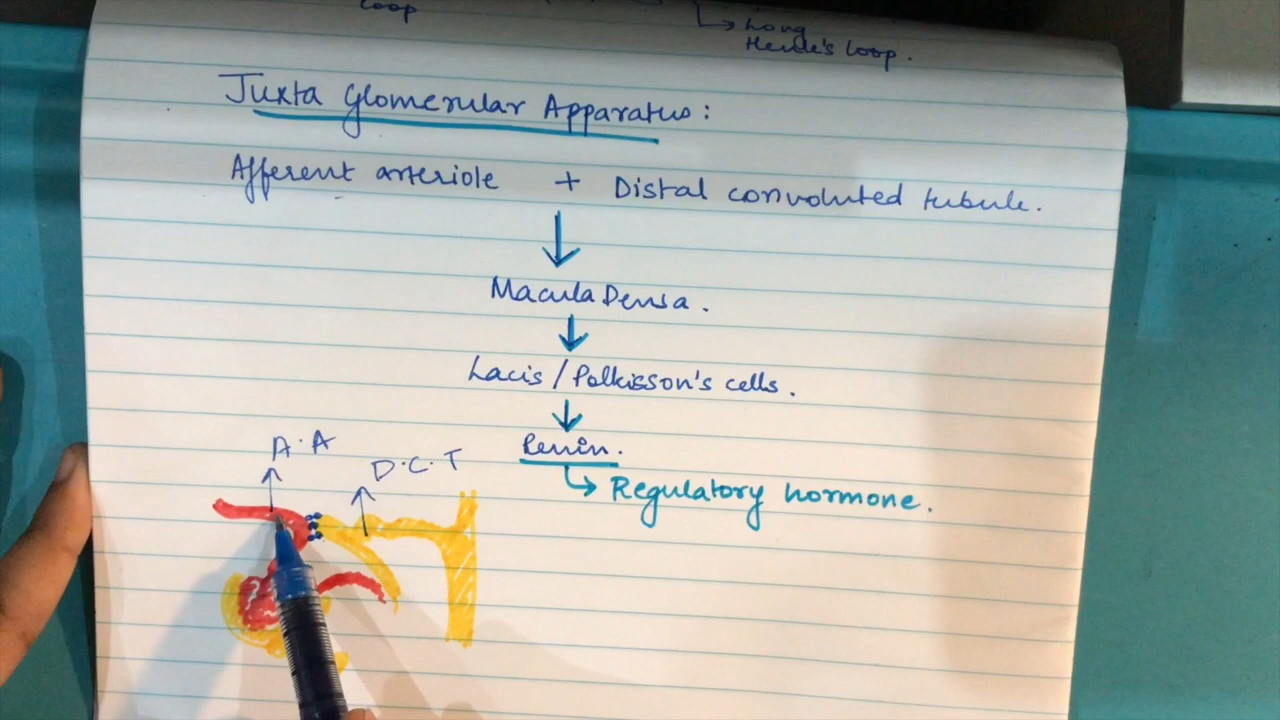 loop
Long
Henle's loop.
Juxta Glomerular Apparatus:
Afferent arteriole + Distal convoluted tubule.
Macula Densa.
Lacis / Polkisson's cells.
Renin.
Regulatory hormone.
A.A
D.C.T